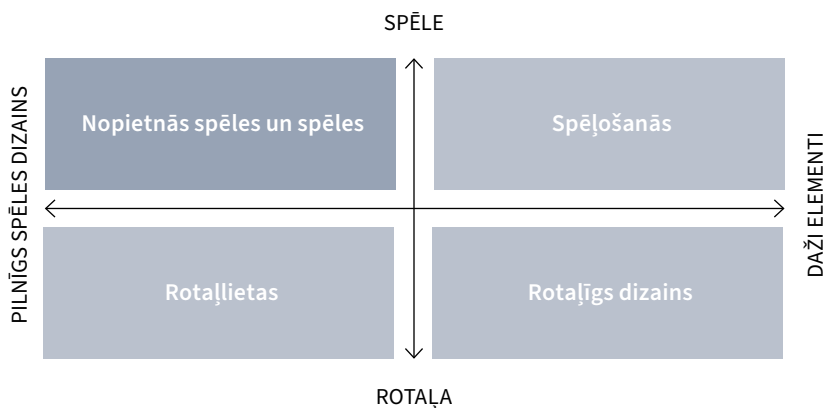 SPĒLE
PILNĪGS SPĒLES DIZAINS
Nopietnās spēles un spēles
Spēļošanās
DAŽI ELEMENTI
Rotaļlietas
Rotaļīgs dizains
ROTAĻA